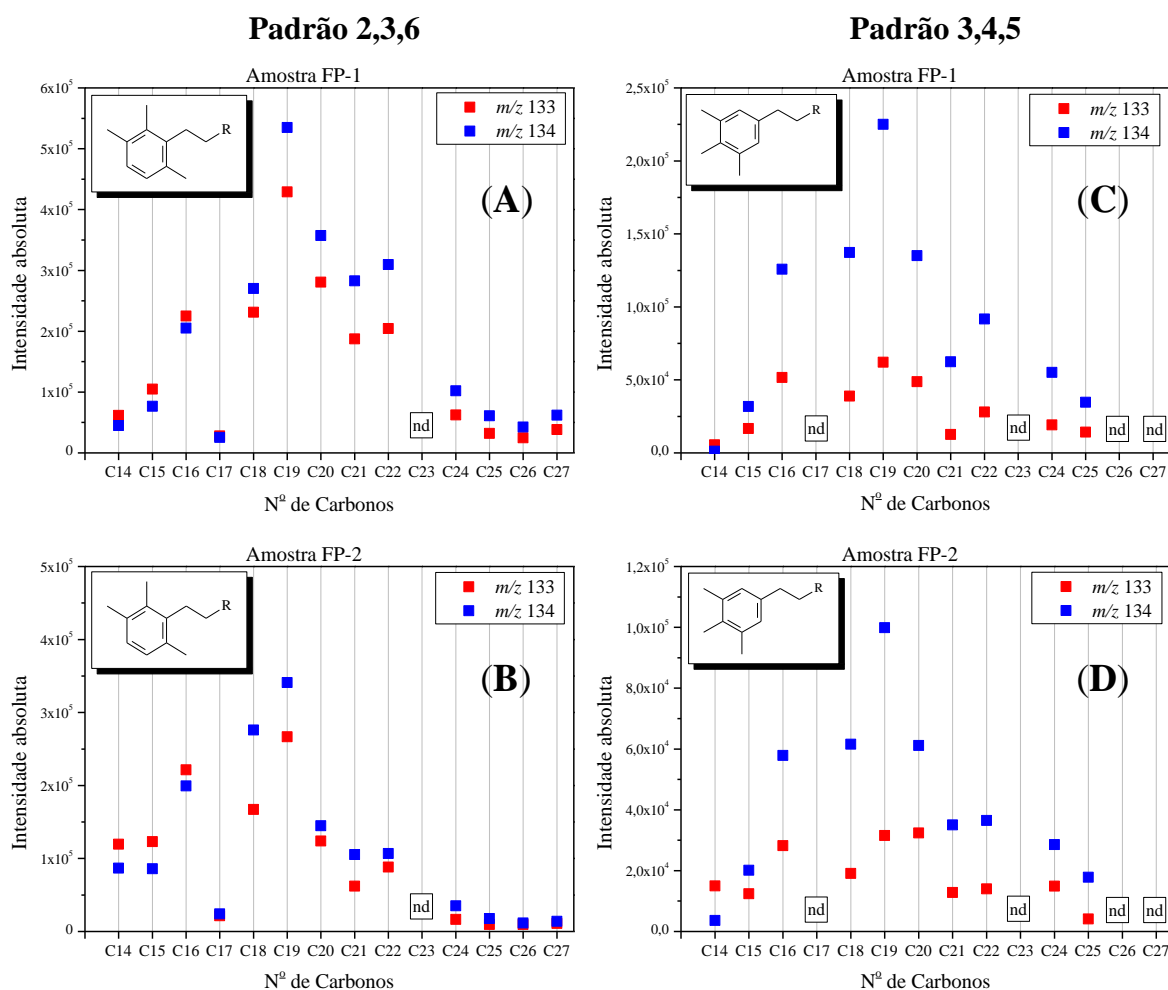 Padrão 2,3,6
Padrão 3,4,5
Amostra FP-1
6x10⁵
5x10⁵
4x10⁵
3x10⁵
2x10⁵
1x10⁵
0
Intensidade absoluta
R
m/z 133
m/z 134
(A)
nd
C14 C15 C16 C17 C18 C19 C20 C21 C22 C23 C24 C25 C26 C27
Nº de Carbonos
Amostra FP-1
2,5x10⁵
2,0x10⁵
1,5x10⁵
1,0x10⁵
5,0x10⁴
0,0
Intensidade absoluta
R
m/z 133
m/z 134
(C)
nd nd nd nd
C14 C15 C16 C17 C18 C19 C20 C21 C22 C23 C24 C25 C26 C27
Nº de Carbonos
Amostra FP-2
5x10⁵
4x10⁵
3x10⁵
2x10⁵
1x10⁵
0
Intensidade absoluta
R
m/z 133
m/z 134
(B)
nd
C14 C15 C16 C17 C18 C19 C20 C21 C22 C23 C24 C25 C26 C27
Nº de Carbonos
Amostra FP-2
1,2x10⁵
1,0x10⁵
8,0x10⁴
6,0x10⁴
4,0x10⁴
2,0x10⁴
0,0
Intensidade absoluta
R
m/z 133
m/z 134
(D)
nd nd nd nd
C14 C15 C16 C17 C18 C19 C20 C21 C22 C23 C24 C25 C26 C27
Nº de Carbonos